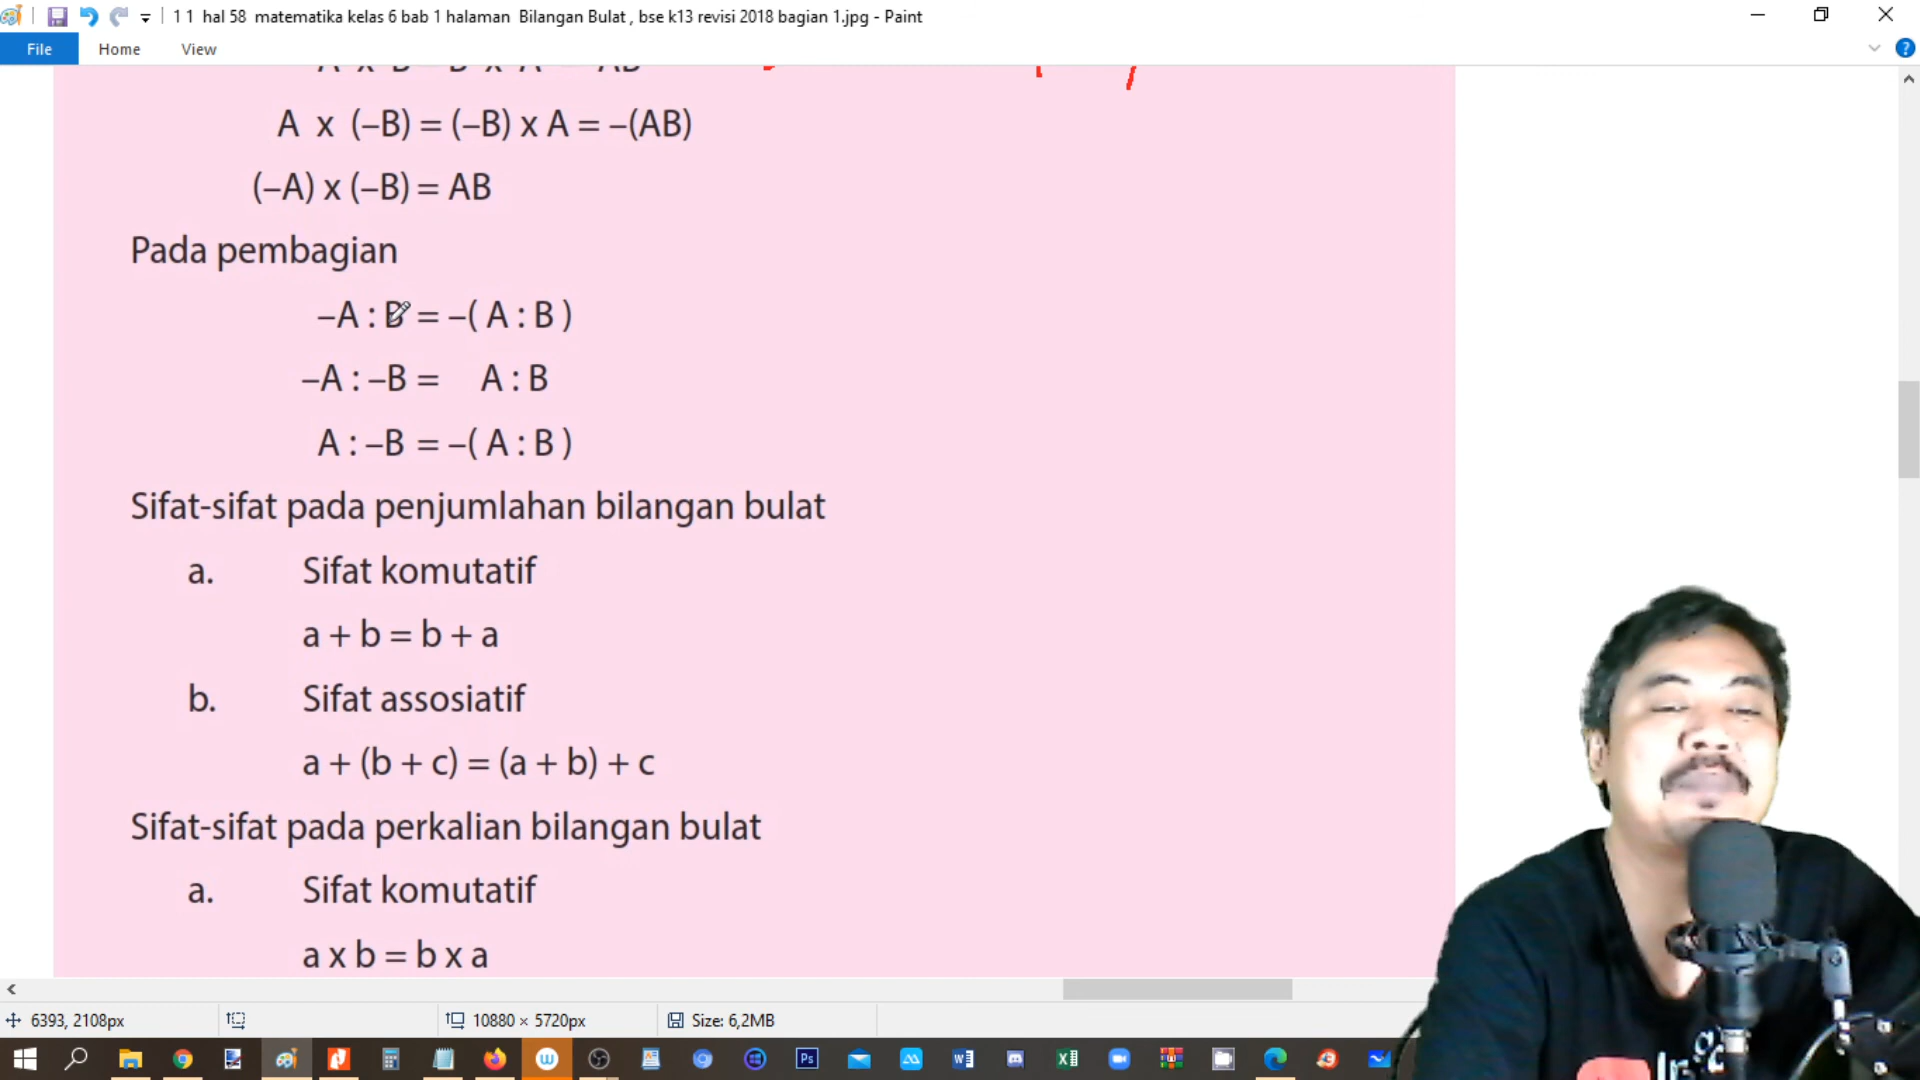 1 1 hal 58 matematika kelas 6 bab 1 halaman Bilangan Bulat , bse k13 revisi 2018 bagian 1.jpg - Paint
File Home View
A x B = B x A = AB
A x (–B) = (–B) x A = –(AB)
(–A) x (–B) = AB
Pada pembagian
–A : B = –( A : B )
–A : –B = A : B
A : –B = –( A : B )
Sifat-sifat pada penjumlahan bilangan bulat
a. Sifat komutatif
a + b = b + a
b. Sifat assosiatif
a + (b + c) = (a + b) + c
Sifat-sifat pada perkalian bilangan bulat
a. Sifat komutatif
a x b = b x a
6393, 2108px 10880 × 5720px Size: 6,2MB